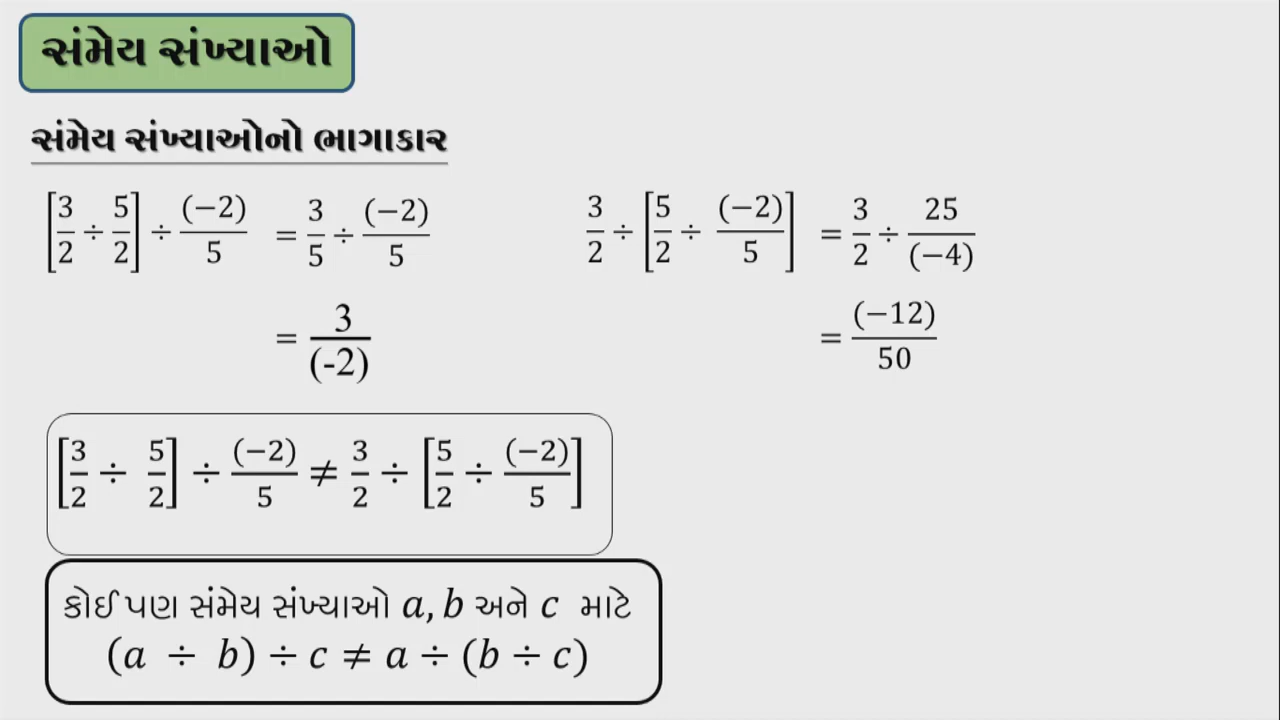 સંમેય સંખ્યાઓ
સંમેય સંખ્યાઓનો ભાગાકાર
[3/2 ÷ 5/2] ÷ (−2)/5 = 3/5 ÷ (−2)/5
= 3/(-2)
3/2 ÷ [5/2 ÷ (−2)/5] = 3/2 ÷ 25/(−4)
= (−12)/50
[3/2 ÷ 5/2] ÷ (−2)/5 ≠ 3/2 ÷ [5/2 ÷ (−2)/5]
કોઈ પણ સંમેય સંખ્યાઓ a, b અને c માટે
(a ÷ b) ÷ c ≠ a ÷ (b ÷ c)